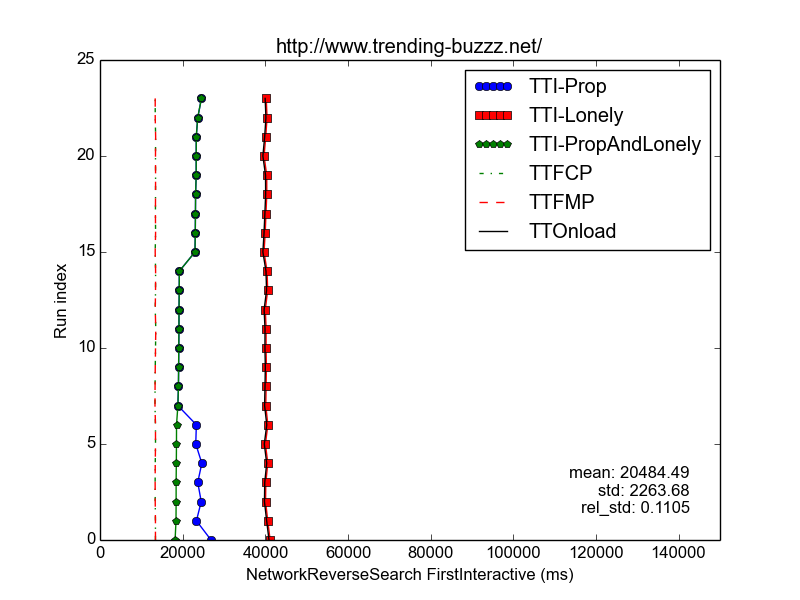 http://www.trending-buzzz.net/
25
20
15
10
5
0
Run index
TTI-Prop
TTI-Lonely
TTI-PropAndLonely
TTFCP
TTFMP
TTOnload
mean: 20484.49
std: 2263.68
rel_std: 0.1105
0 20000 40000 60000 80000 100000 120000 140000
NetworkReverseSearch FirstInteractive (ms)